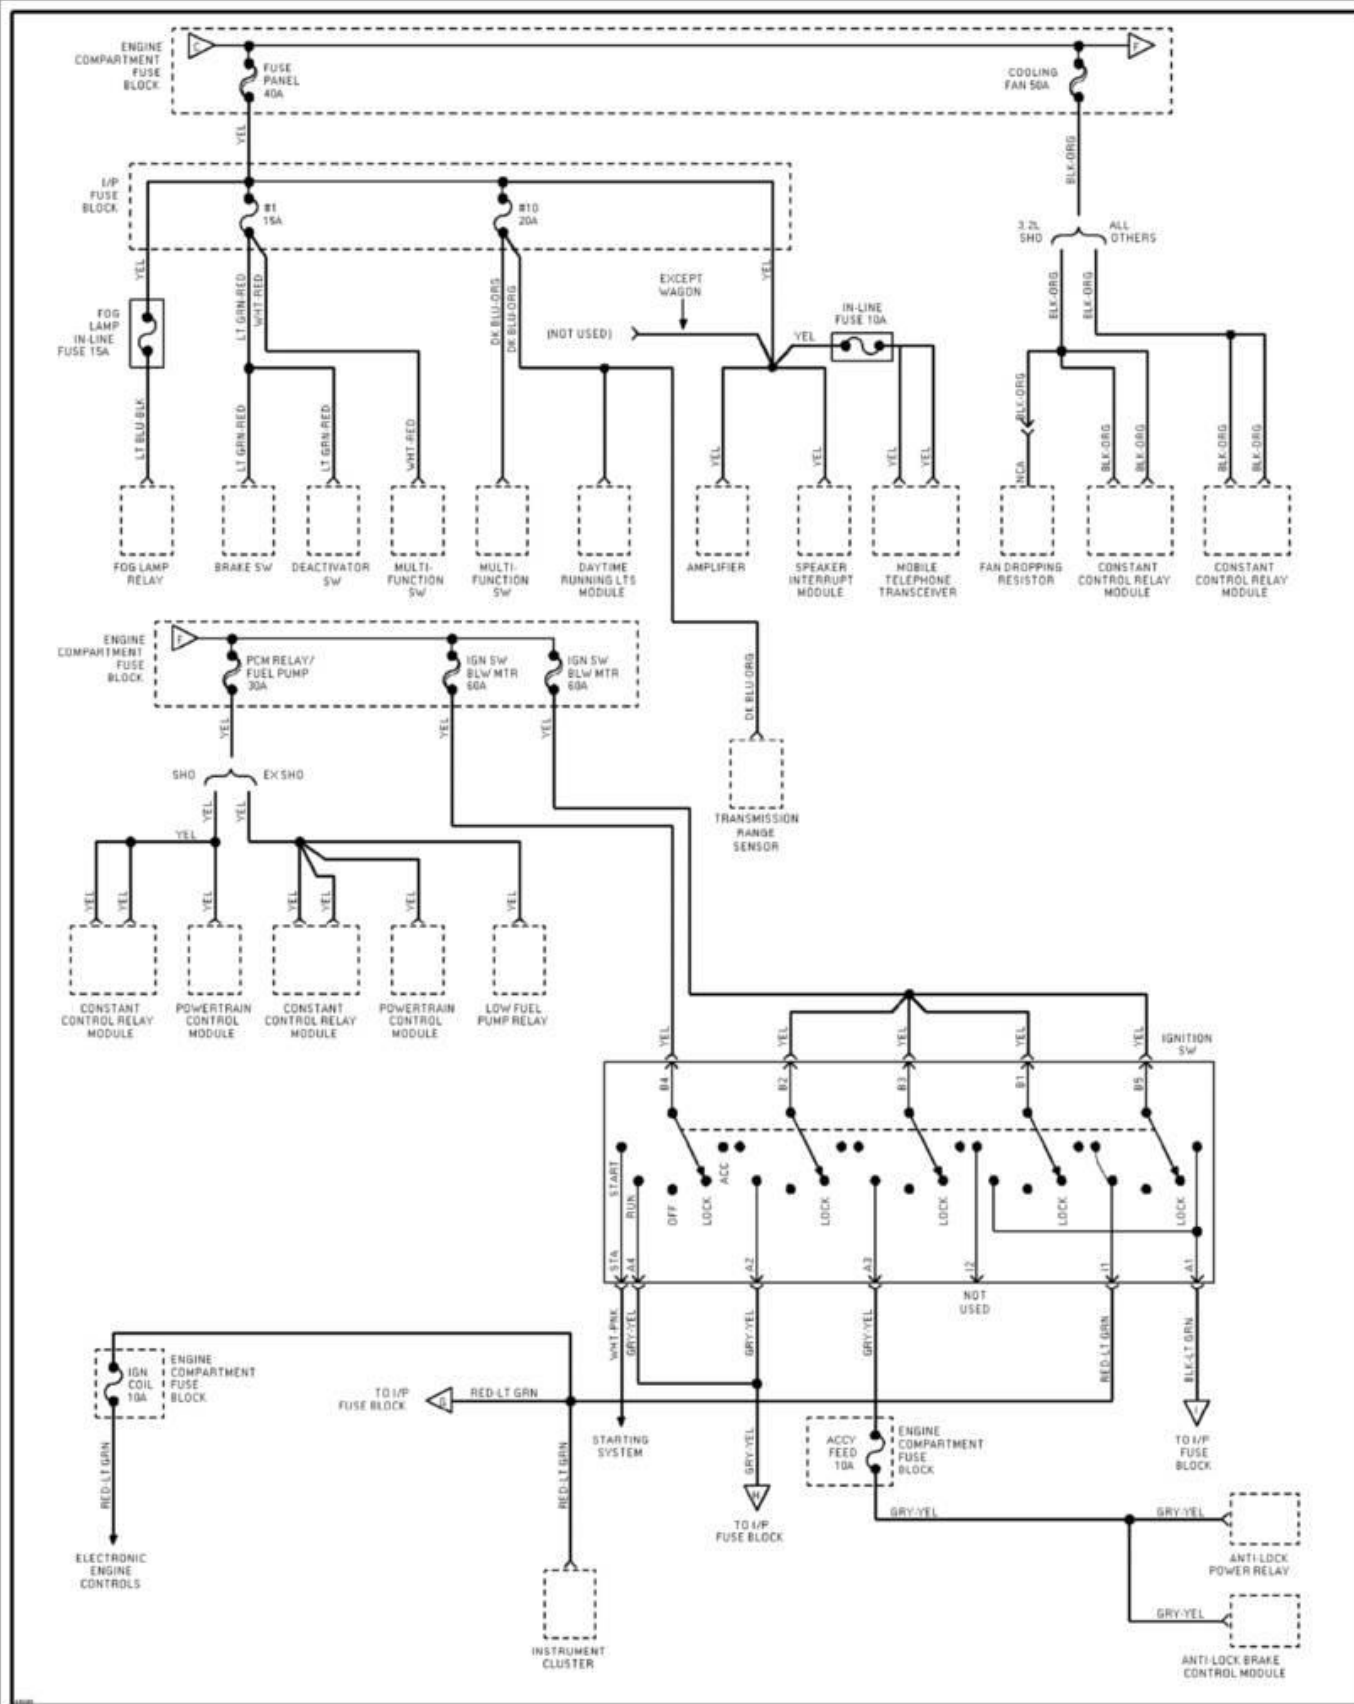 C
F
ENGINE
COMPARTMENT
FUSE
BLOCK
FUSE
PANEL
40A
COOLING
FAN 50A
YEL
BLK-ORG
I/P
FUSE
BLOCK
#1
15A
#10
20A
3.2L
SHO
ALL
OTHERS
YEL
LT GRN-RED
WHT-RED
DK BLU-ORG
DK BLU-ORG
YEL
EXCEPT
WAGON
BLK-ORG
BLK-ORG
FOG
LAMP
IN-LINE
FUSE 15A
(NOT USED)
YEL
IN-LINE
FUSE 10A
LT BLU-BLK
LT GRN-RED
LT GRN-RED
WHT-RED
YEL
YEL
YEL
YEL
BLK-ORG
NCA
BLK-ORG
BLK-ORG
BLK-ORG
BLK-ORG
FOG LAMP
RELAY
BRAKE SW
DEACTIVATOR
SW
MULTI-
FUNCTION
SW
MULTI-
FUNCTION
SW
DAYTIME
RUNNING LTS
MODULE
AMPLIFIER
SPEAKER
INTERRUPT
MODULE
MOBILE
TELEPHONE
TRANSCEIVER
FAN DROPPING
RESISTOR
CONSTANT
CONTROL RELAY
MODULE
CONSTANT
CONTROL RELAY
MODULE
F
ENGINE
COMPARTMENT
FUSE
BLOCK
PCM RELAY/
FUEL PUMP
30A
IGN SW
BLW MTR
60A
IGN SW
BLW MTR
60A
YEL
YEL
YEL
DK BLU-ORG
SHO
EX SHO
YEL
YEL
YEL
TRANSMISSION
RANGE
SENSOR
YEL
YEL
YEL
YEL
YEL
YEL
YEL
CONSTANT
CONTROL RELAY
MODULE
POWERTRAIN
CONTROL
MODULE
CONSTANT
CONTROL RELAY
MODULE
POWERTRAIN
CONTROL
MODULE
LOW FUEL
PUMP RELAY
YEL
YEL
YEL
YEL
YEL
IGNITION
SW
B4
B2
B3
B1
B5
START
RUN
OFF
LOCK
ACC
LOCK
LOCK
LOCK
LOCK
STA
A4
A2
A3
I2
I1
A1
NOT
USED
WHT-PNK
GRY-YEL
GRY-YEL
GRY-YEL
RED-LT GRN
BLK-LT GRN
IGN
COIL
10A
ENGINE
COMPARTMENT
FUSE
BLOCK
TO I/P
FUSE BLOCK
G
RED-LT GRN
STARTING
SYSTEM
ACCY
FEED
10A
ENGINE
COMPARTMENT
FUSE
BLOCK
I
TO I/P
FUSE
BLOCK
RED-LT GRN
RED-LT GRN
GRY-YEL
H
TO I/P
FUSE BLOCK
GRY-YEL
GRY-YEL
ANTI-LOCK
POWER RELAY
ELECTRONIC
ENGINE
CONTROLS
GRY-YEL
INSTRUMENT
CLUSTER
ANTI-LOCK BRAKE
CONTROL MODULE